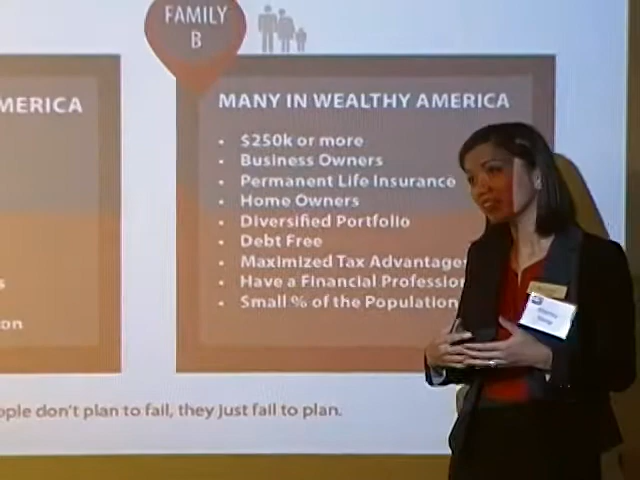 FAMILY
B
MERICA
MANY IN WEALTHY AMERICA
• $250k or more
• Business Owners
• Permanent Life Insurance
• Home Owners
• Diversified Portfolio
• Debt Free
• Maximized Tax Advantages
• Have a Financial Profession
• Small % of the Population
s
on
ople don't plan to fail, they just fail to plan.